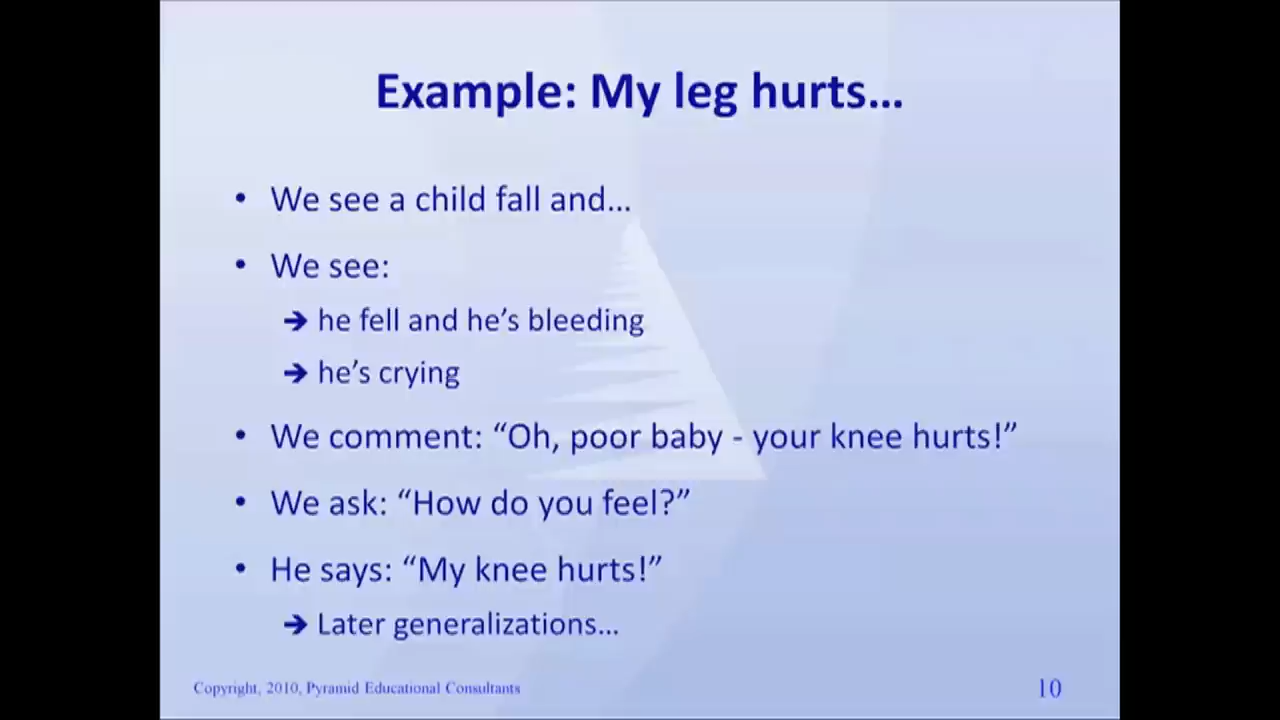 Example: My leg hurts…
• We see a child fall and…
• We see:
➔ he fell and he’s bleeding
➔ he’s crying
• We comment: “Oh, poor baby - your knee hurts!”
• We ask: “How do you feel?”
• He says: “My knee hurts!”
➔ Later generalizations…
Copyright, 2010, Pyramid Educational Consultants
10